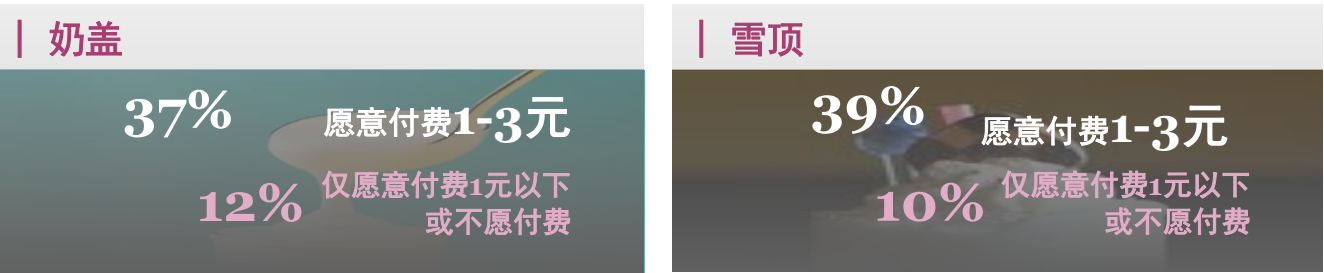 奶盖
37% 愿意付费1-3元
12% 仅愿意付费1元以下
或不愿付费
雪顶
39% 愿意付费1-3元
10% 仅愿意付费1元以下
或不愿付费